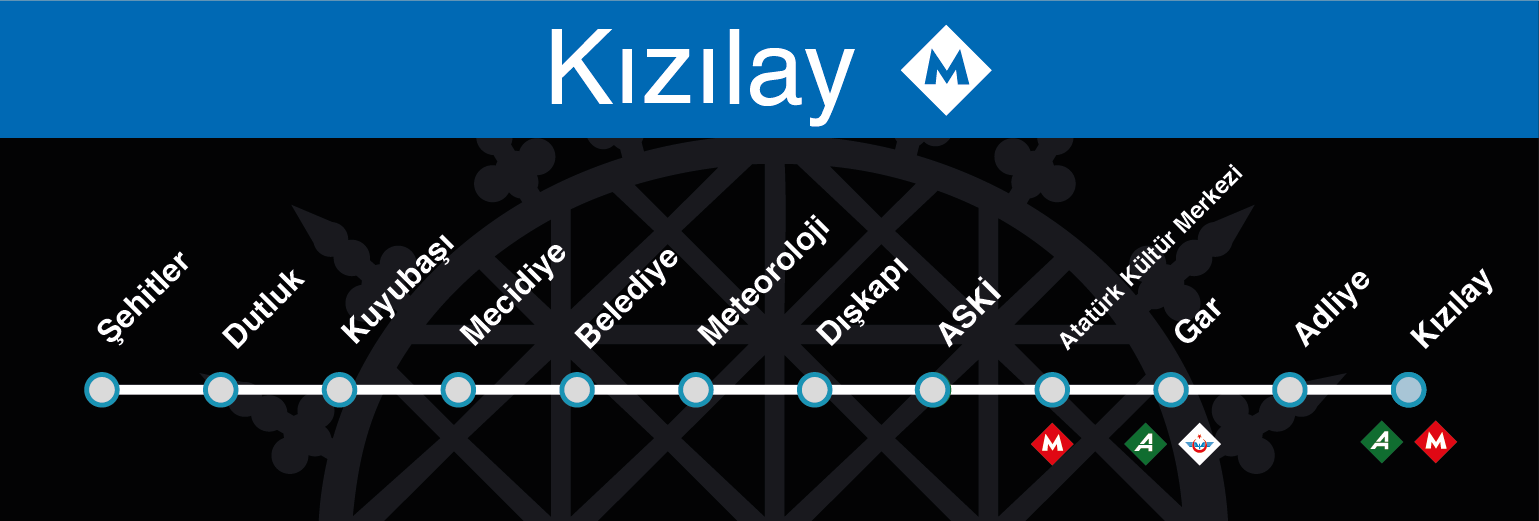 Kızılay M
Şehitler
Dutluk
Kuyubaşı
Mecidiye
Belediye
Meteoroloji
Dışkapı
ASKİ
Atatürk Kültür Merkezi
Gar
Adliye
Kızılay
M
A
A
M